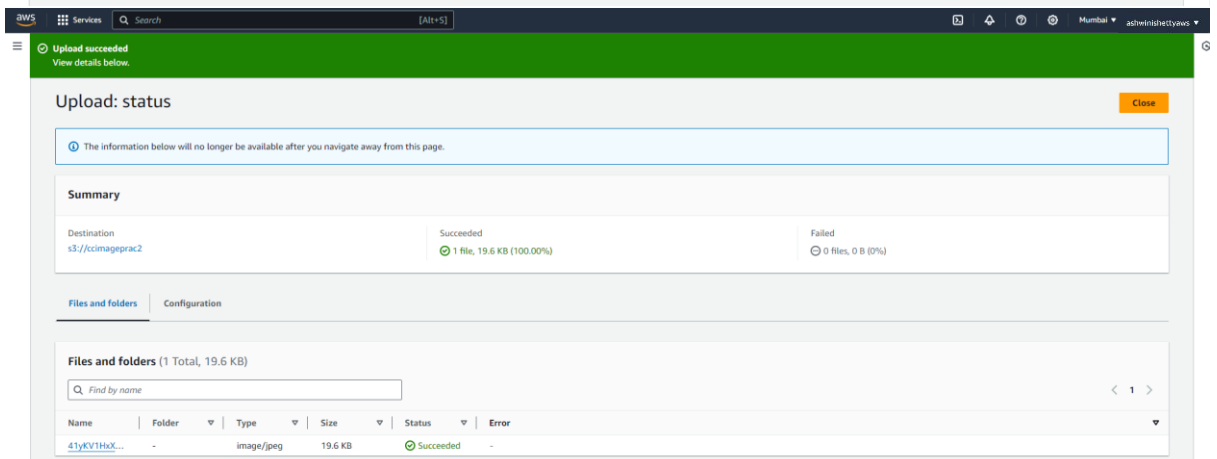 aws Services Search [Alt+S] Mumbai ashwinishettyaws
Upload succeeded
View details below.
Upload: status
Close
The information below will no longer be available after you navigate away from this page.
Summary
Destination Succeeded Failed
s3://ccimageprac2 1 file, 19.6 KB (100.00%) 0 files, 0 B (0%)
Files and folders Configuration
Files and folders (1 Total, 19.6 KB)
Find by name
1
Name Folder Type Size Status Error
41yKV1HxX... - image/jpeg 19.6 KB Succeeded -